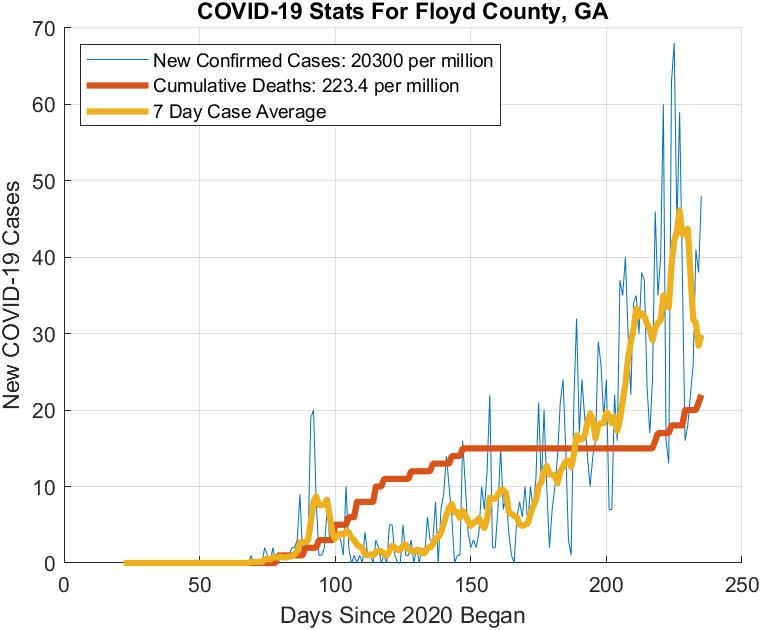 COVID-19 Stats For Floyd County, GA
New Confirmed Cases: 20300 per million
Cumulative Deaths: 223.4 per million
7 Day Case Average
New COVID-19 Cases
70
60
50
40
30
20
10
0
0 50 100 150 200 250
Days Since 2020 Began